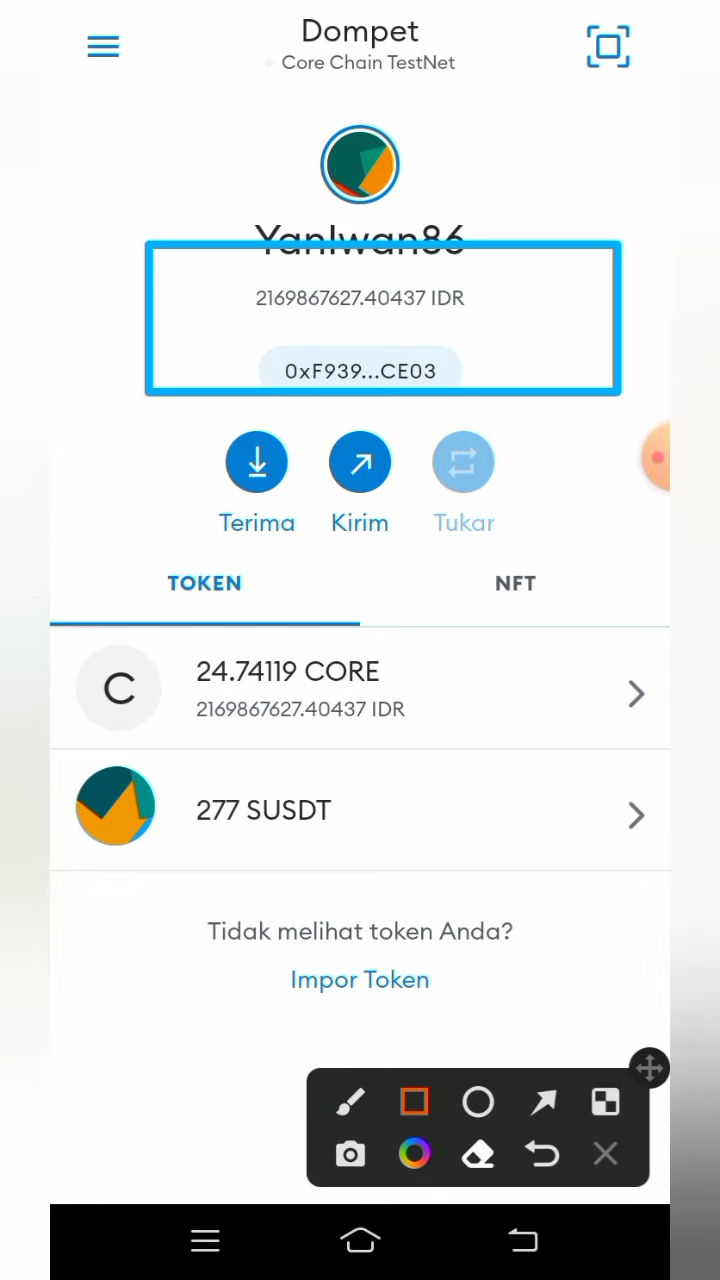 Dompet
Core Chain TestNet
YanIwan86
2169867627.40437 IDR
0xF939...CE03
Terima
Kirim
Tukar
TOKEN
NFT
C
24.74119 CORE
2169867627.40437 IDR
277 SUSDT
Tidak melihat token Anda?
Impor Token